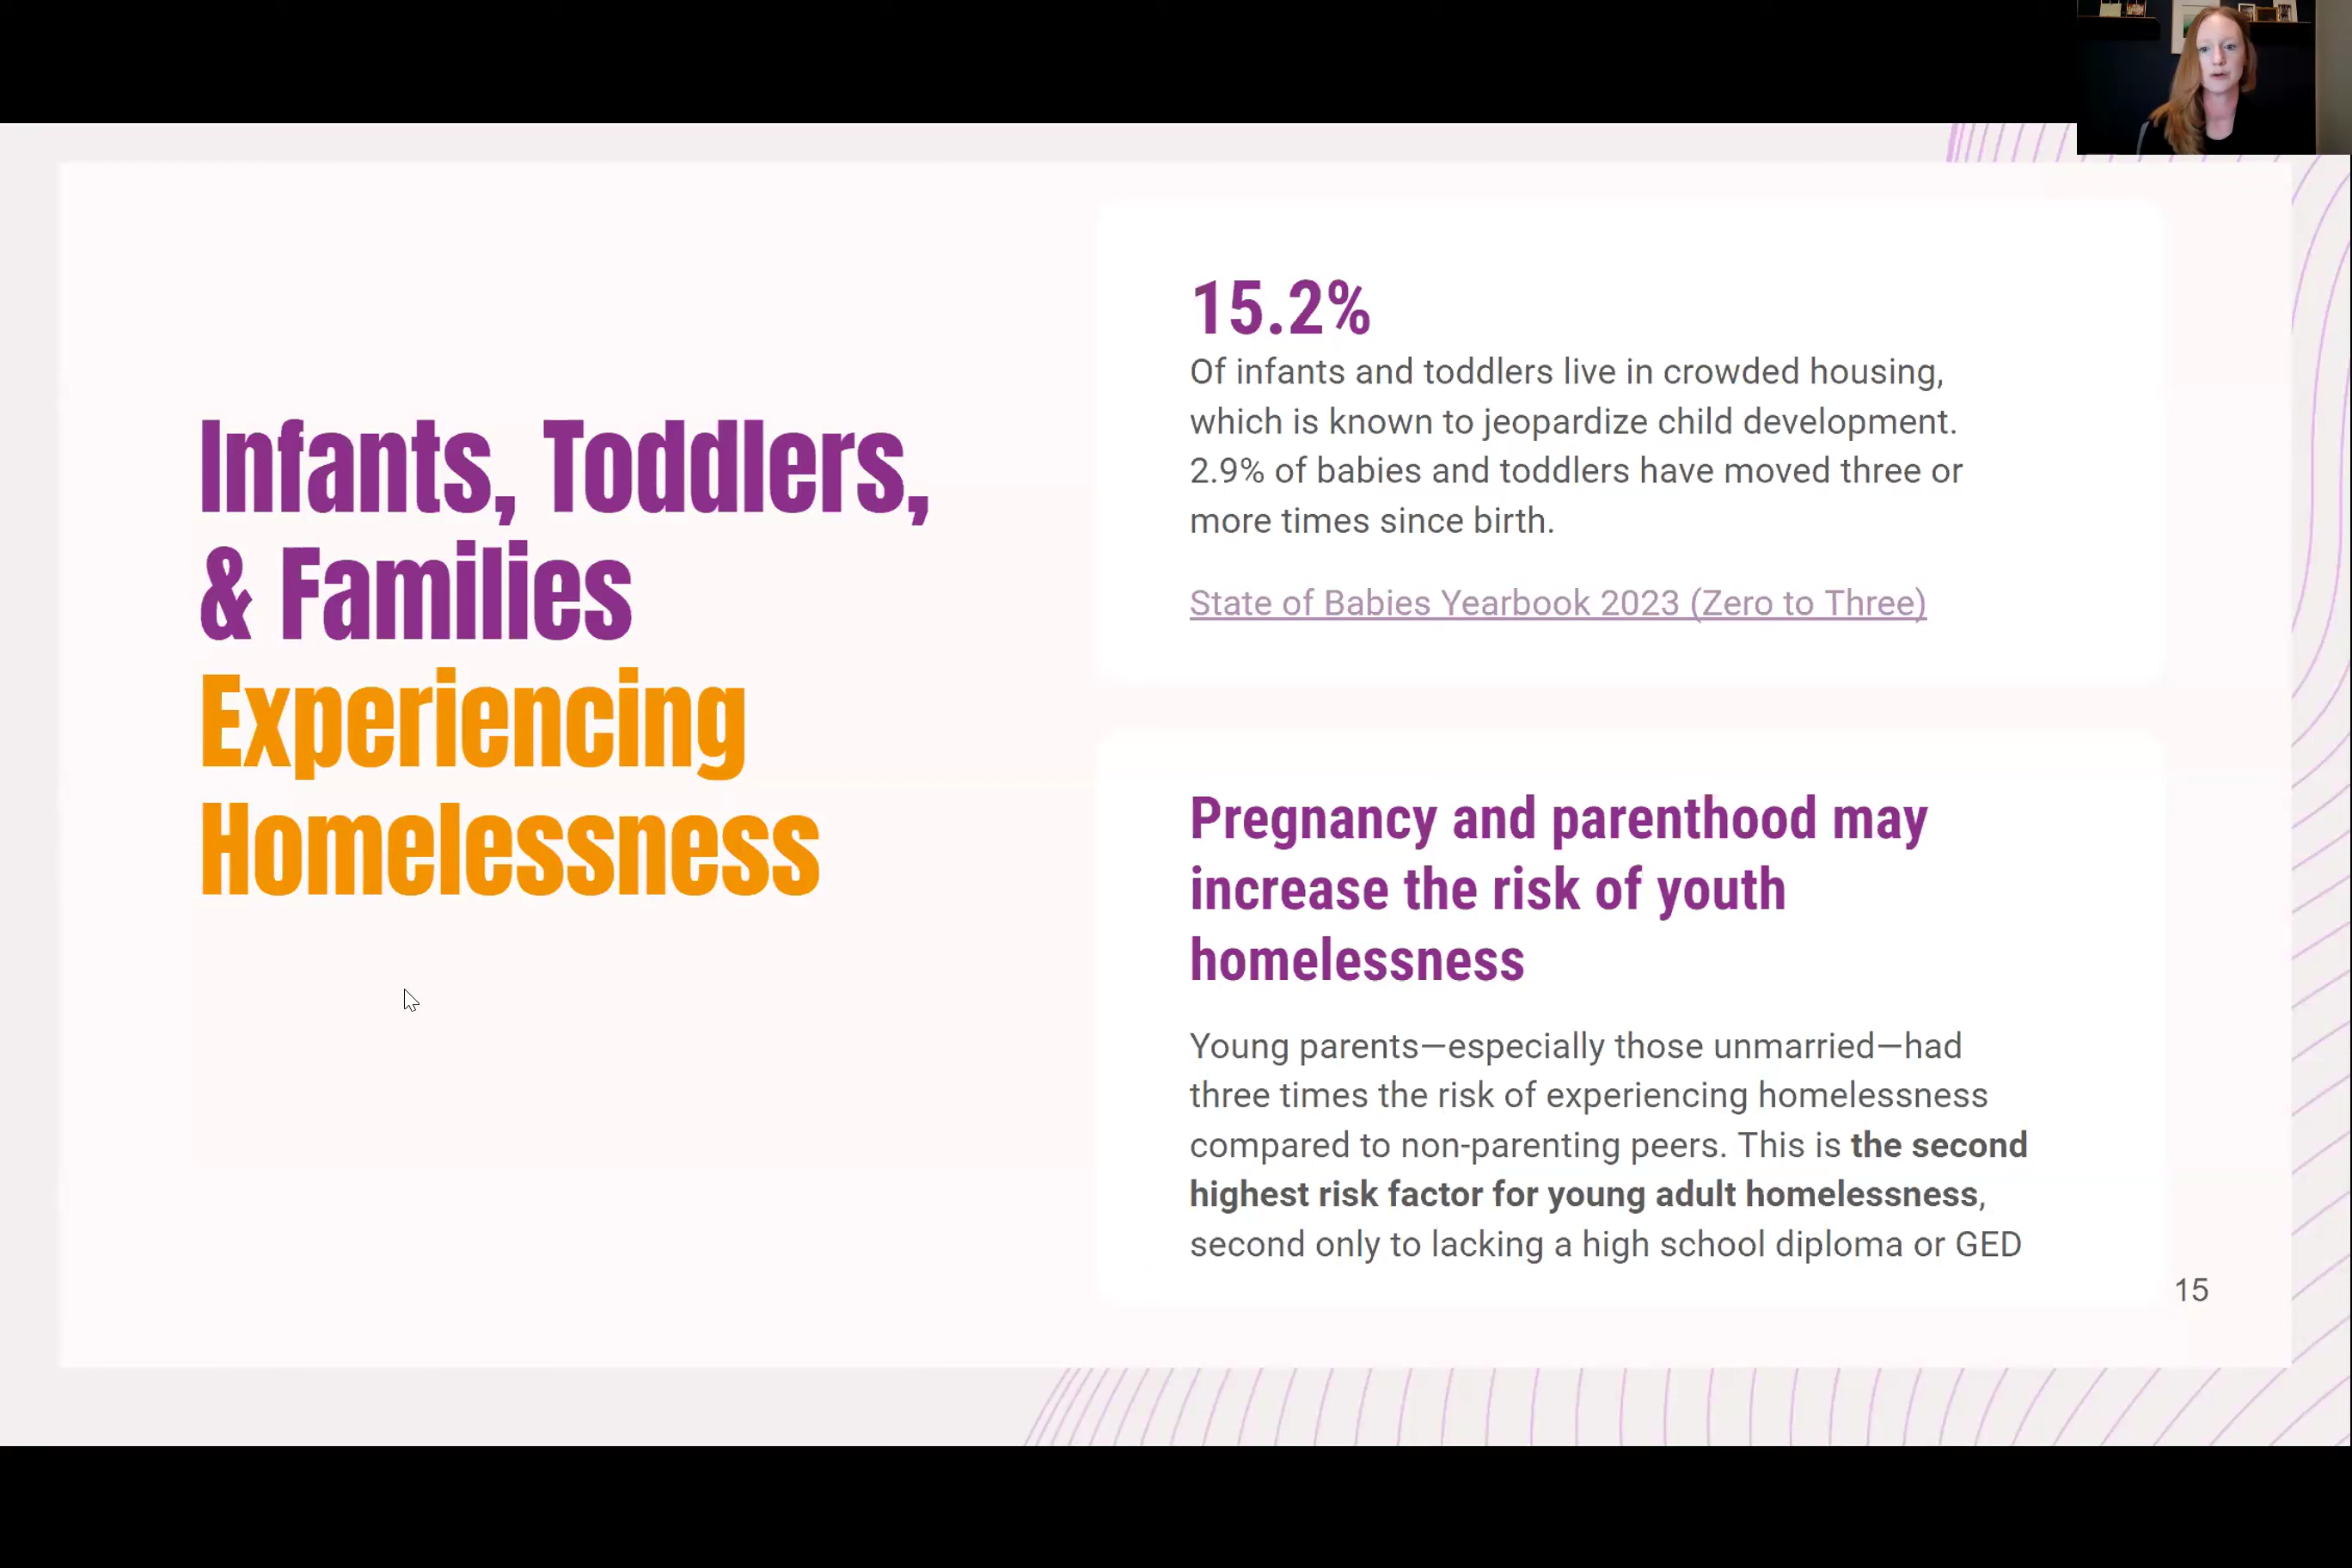 Infants, Toddlers,
& Families
Experiencing
Homelessness
15.2%
Of infants and toddlers live in crowded housing,
which is known to jeopardize child development.
2.9% of babies and toddlers have moved three or
more times since birth.
State of Babies Yearbook 2023 (Zero to Three)
Pregnancy and parenthood may
increase the risk of youth
homelessness
Young parents—especially those unmarried—had
three times the risk of experiencing homelessness
compared to non-parenting peers. This is the second
highest risk factor for young adult homelessness,
second only to lacking a high school diploma or GED
15